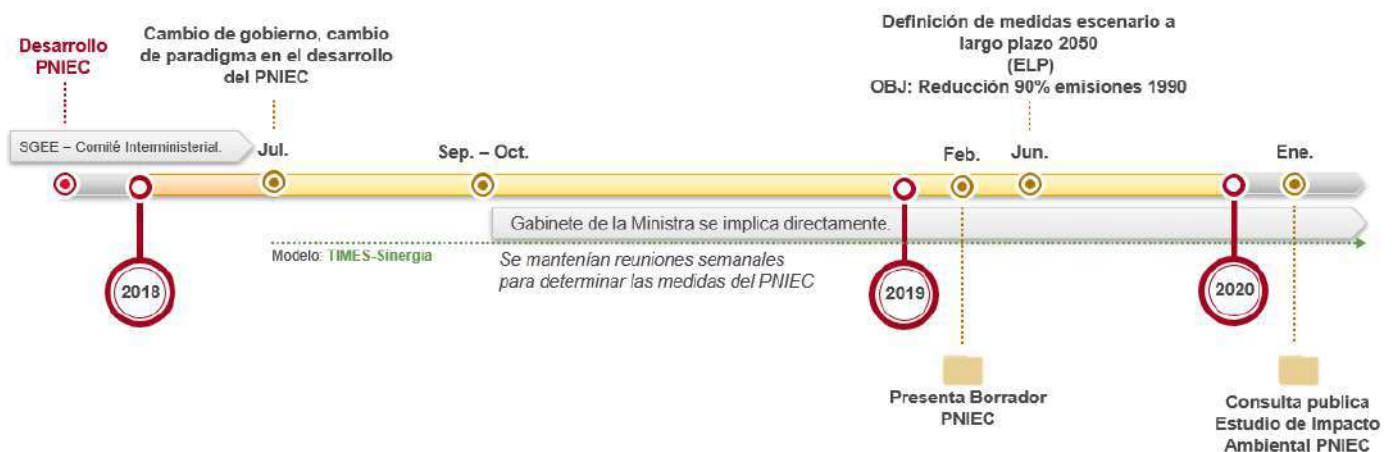 Desarrollo
PNIEC
Cambio de gobierno, cambio
de paradigma en el desarrollo
del PNIEC
Definición de medidas escenario a
largo plazo 2050
(ELP)
OBJ: Reducción 90% emisiones 1990
SGEE – Comité Interministerial.
Jul.
Sep. – Oct.
Feb.
Jun.
Ene.
Gabinete de la Ministra se implica directamente.
Modelo: TIMES-Sinergia
Se mantenían reuniones semanales
para determinar las medidas del PNIEC
2018
2019
2020
Presenta Borrador
PNIEC
Consulta publica
Estudio de Impacto
Ambiental PNIEC